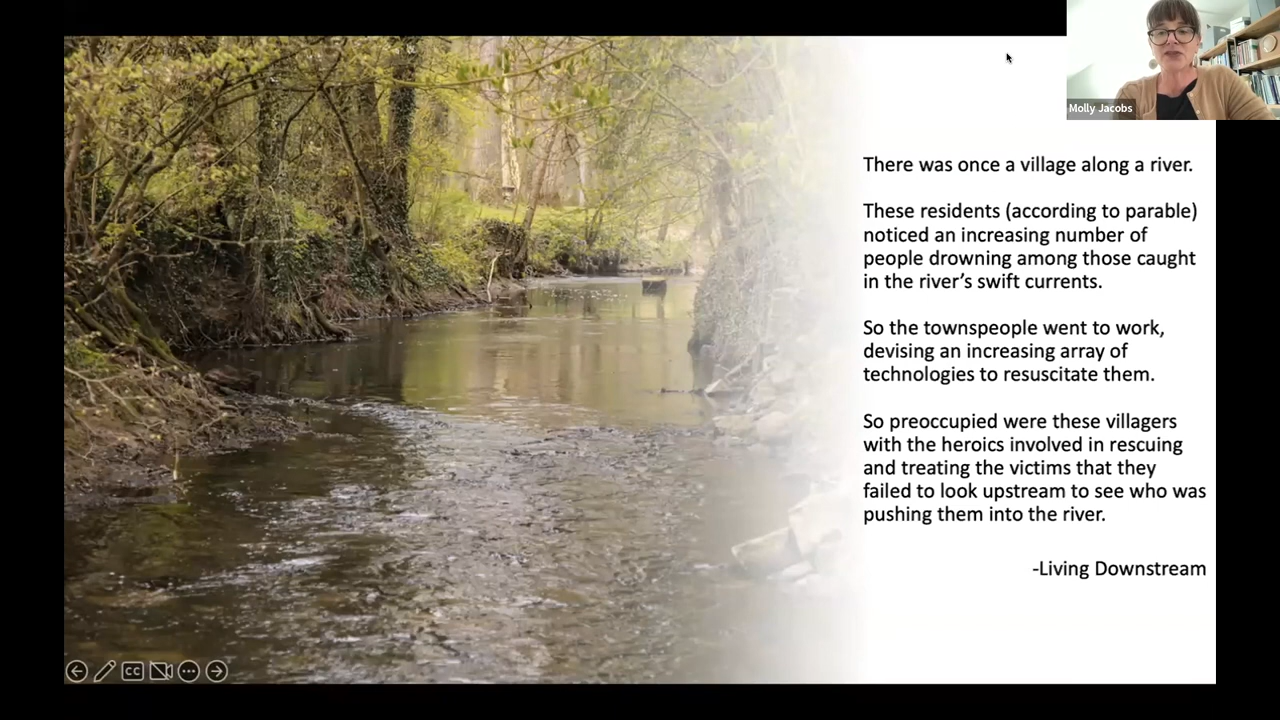 Molly Jacobs
There was once a village along a river.
These residents (according to parable)
noticed an increasing number of
people drowning among those caught
in the river’s swift currents.
So the townspeople went to work,
devising an increasing array of
technologies to resuscitate them.
So preoccupied were these villagers
with the heroics involved in rescuing
and treating the victims that they
failed to look upstream to see who was
pushing them into the river.
-Living Downstream
CC